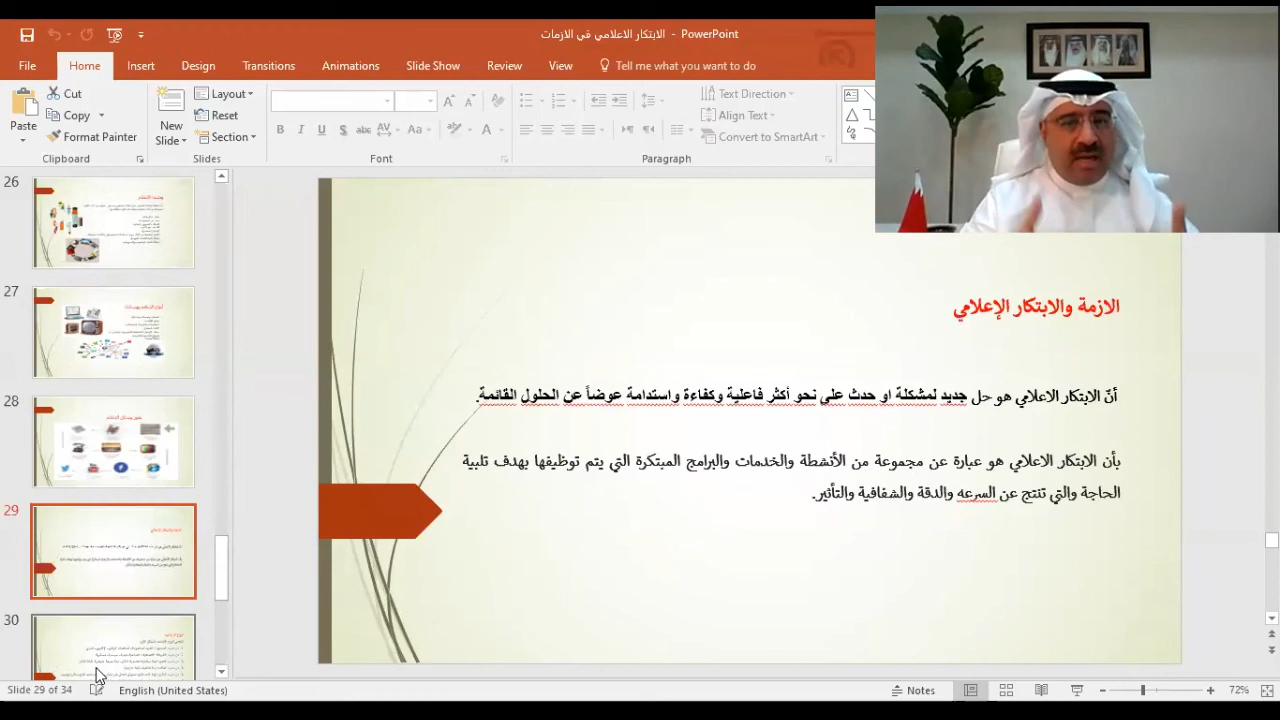 الابتكار الاعلامي في الازمات - PowerPoint
File Home Insert Design Transitions Animations Slide Show Review View Tell me what you want to do
Paste
Cut
Copy
Format Painter
Clipboard
New
Slide
Layout
Reset
Section
Slides
B I U S abc AV Aa A
Font
Text Direction
Align Text
Convert to SmartArt
Paragraph
26
27
28
29
30
الازمة والابتكار الإعلامي
أنّ الابتكار الاعلامي هو حل جديد لمشكلة او حدث على نحو أكثر فاعلية وكفاءة واستدامة عوضاً عن الحلول القائمة.
بأن الابتكار الاعلامي هو عبارة عن مجموعة من الأنشطة والخدمات والبرامج المبتكرة التي يتم توظيفها بهدف تلبية
الحاجة والتي تنتج عن السرعه والدقة والشفافية والتأثير.
Slide 29 of 34 English (United States) Notes 72%